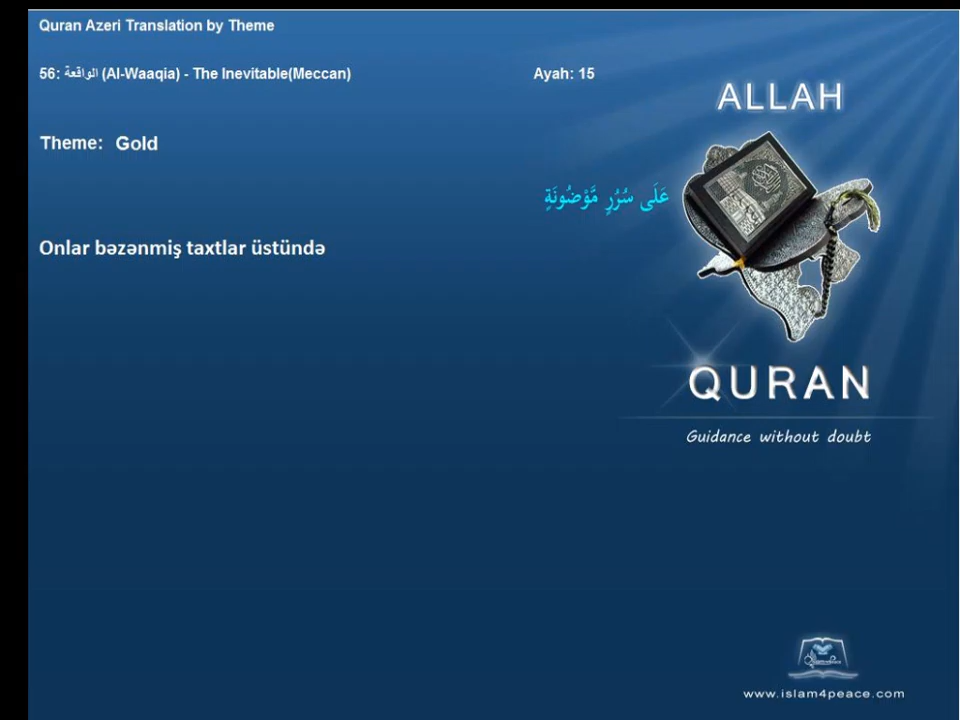 Quran Azeri Translation by Theme
56: الواقعة (Al-Waaqia) - The Inevitable(Meccan)
Ayah: 15
ALLAH
Theme: Gold
عَلَى سُرُرٍ مَّوْضُونَةٍ
Onlar bəzənmiş taxtlar üstündə
QURAN
Guidance without doubt
www.islam4peace.com